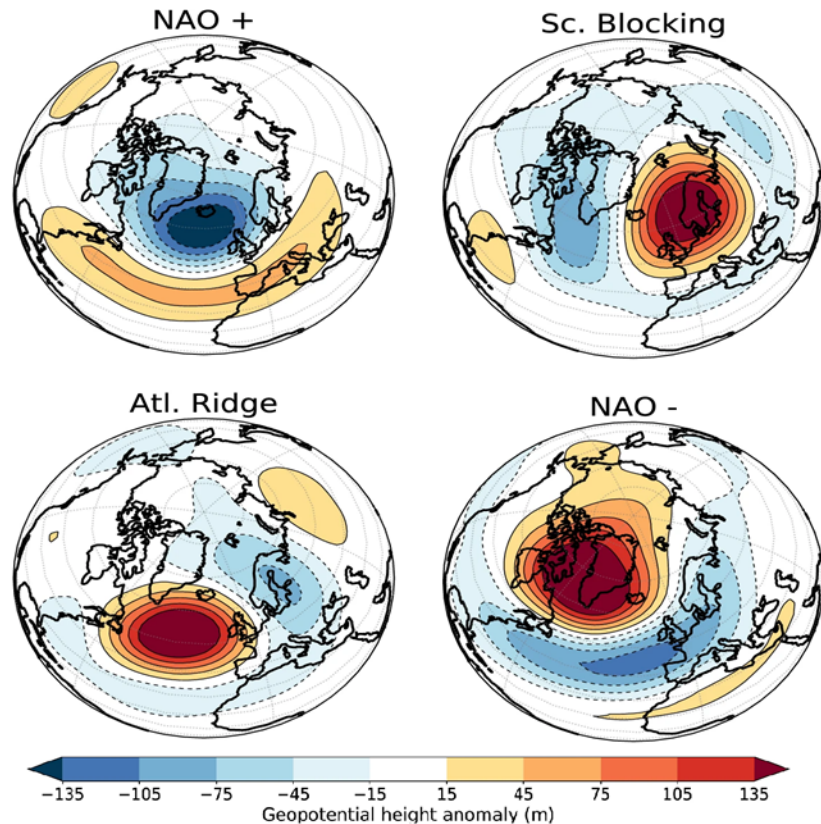 NAO +
Sc. Blocking
Atl. Ridge
NAO -
−135 −105 −75 −45 −15 15 45 75 105 135
Geopotential height anomaly (m)